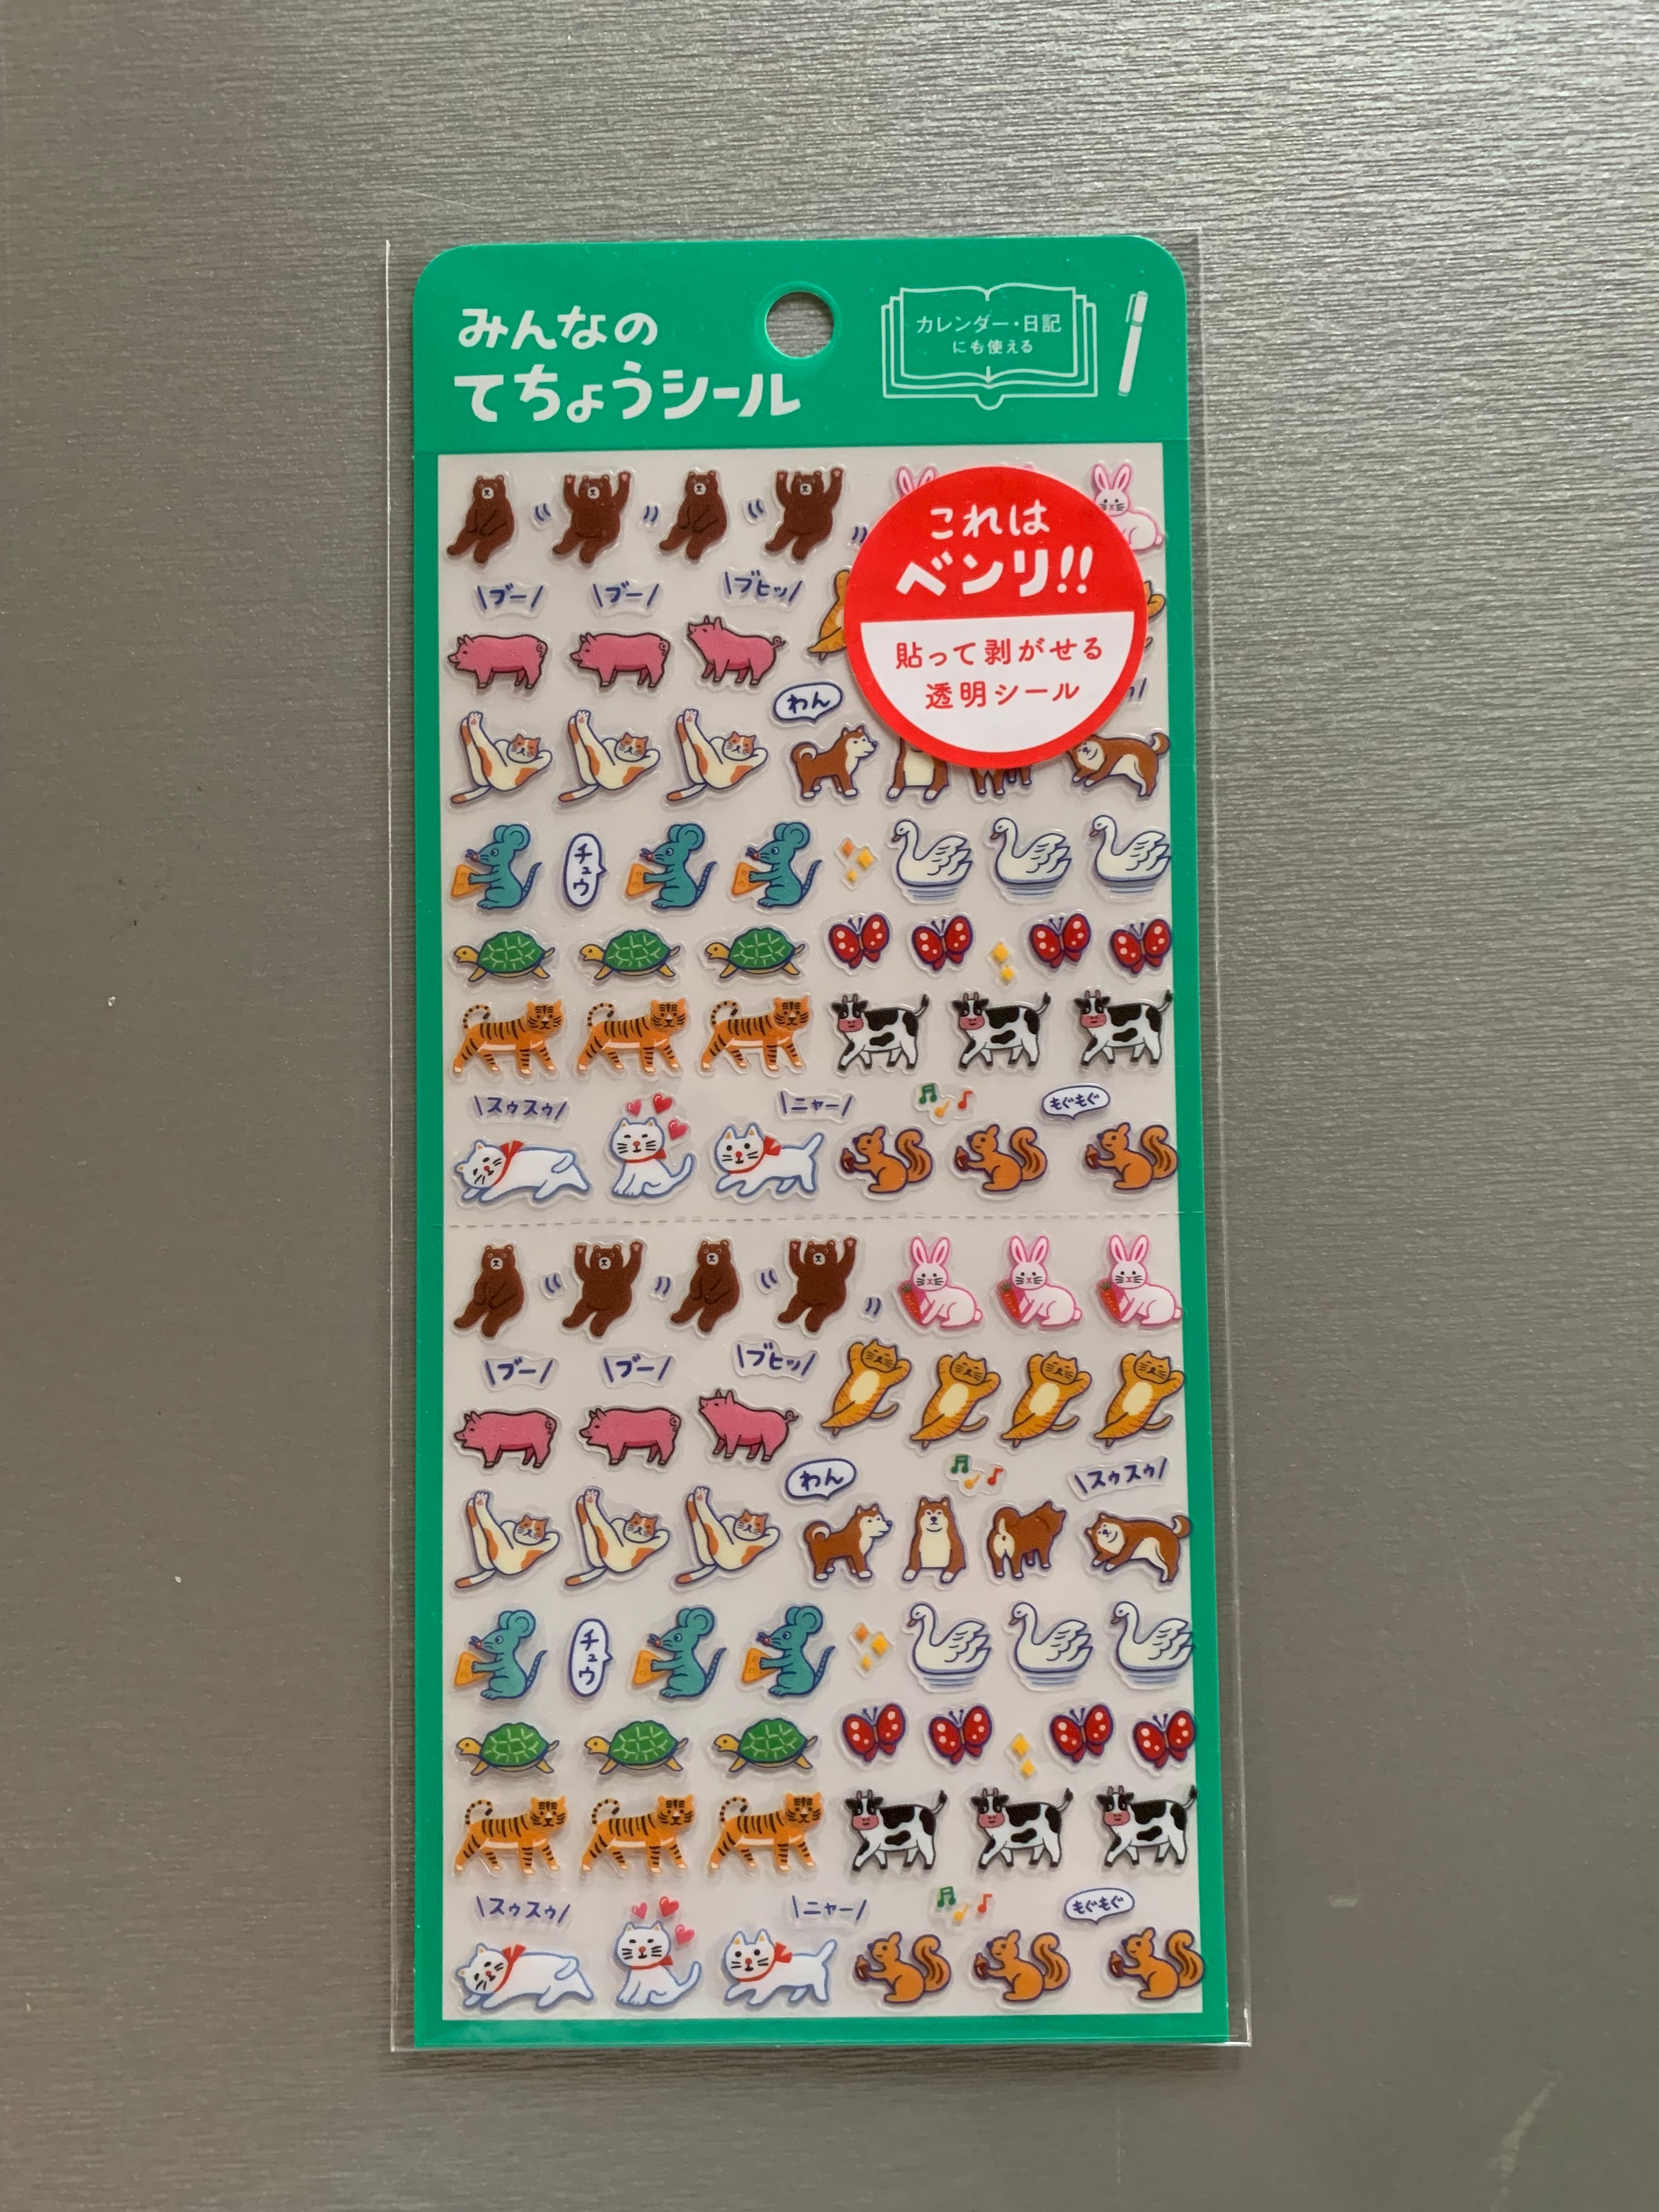 みんなの
てちょうシール
カレンダー・日記
にも使える
これは
ベンリ!!
貼って剥がせる
透明シール
ブー
ブー
ブヒッ
わん
チュウ
スゥスゥ
ニャー
もぐもぐ
ブー
ブー
ブヒッ
わん
スゥスゥ
チュウ
スゥスゥ
ニャー
もぐもぐ